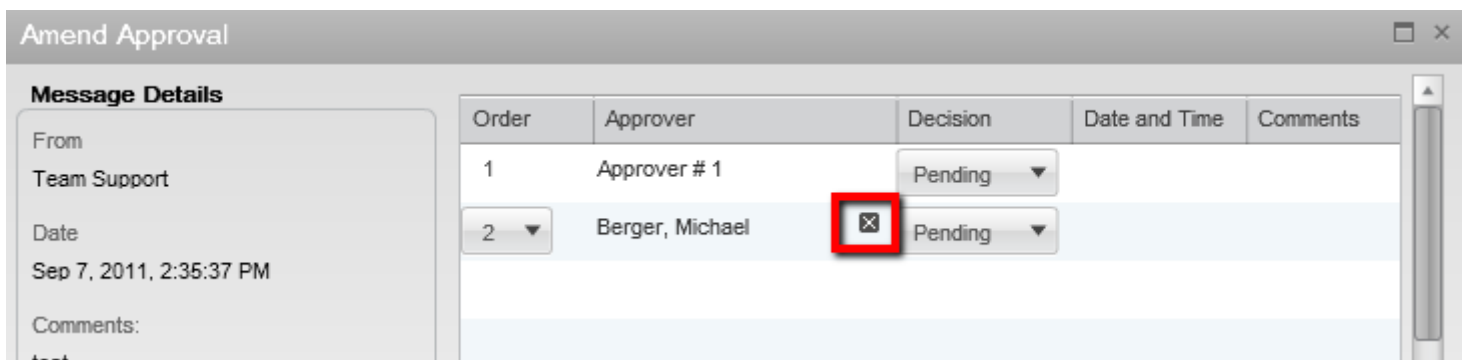 Amend Approval
Message Details
From
Team Support
Date
Sep 7, 2011, 2:35:37 PM
Comments:
Order Approver Decision Date and Time Comments
1 Approver # 1 Pending
2 Berger, Michael Pending